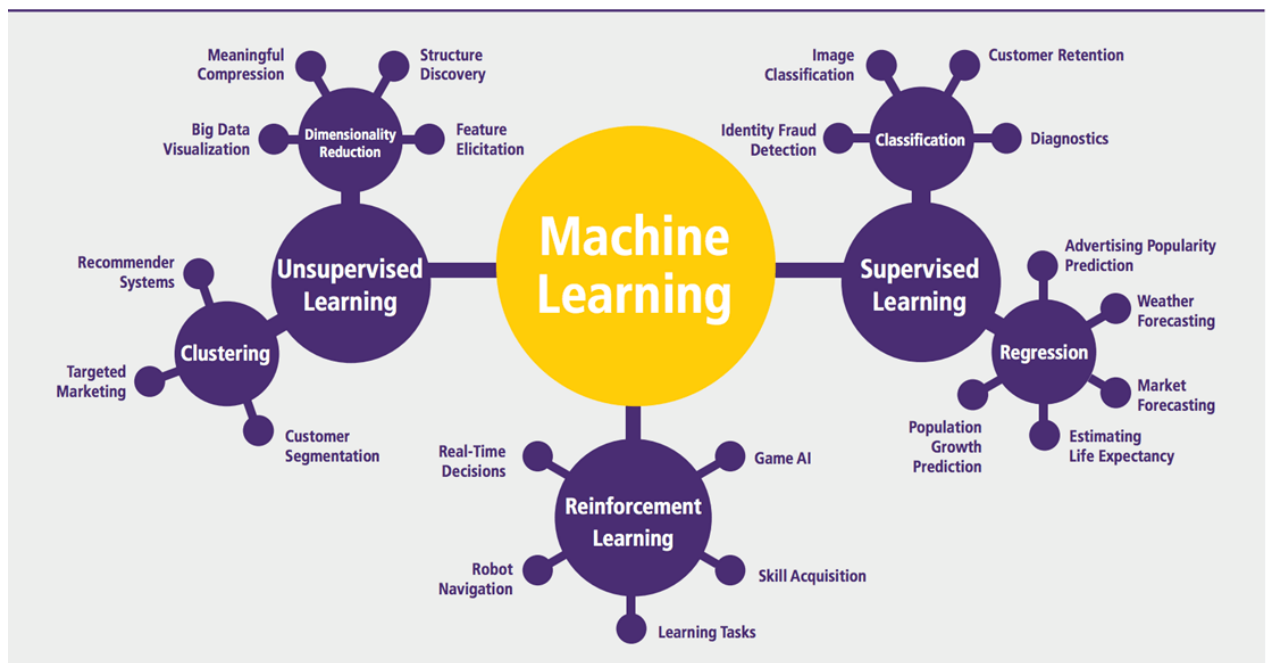 Machine
Learning
Unsupervised
Learning
Dimensionality
Reduction
Meaningful
Compression
Structure
Discovery
Big Data
Visualization
Feature
Elicitation
Clustering
Recommender
Systems
Targeted
Marketing
Customer
Segmentation
Supervised
Learning
Classification
Image
Classification
Customer Retention
Identity Fraud
Detection
Diagnostics
Regression
Advertising Popularity
Prediction
Weather
Forecasting
Market
Forecasting
Population
Growth
Prediction
Estimating
Life Expectancy
Reinforcement
Learning
Real-Time
Decisions
Game AI
Robot
Navigation
Skill Acquisition
Learning Tasks